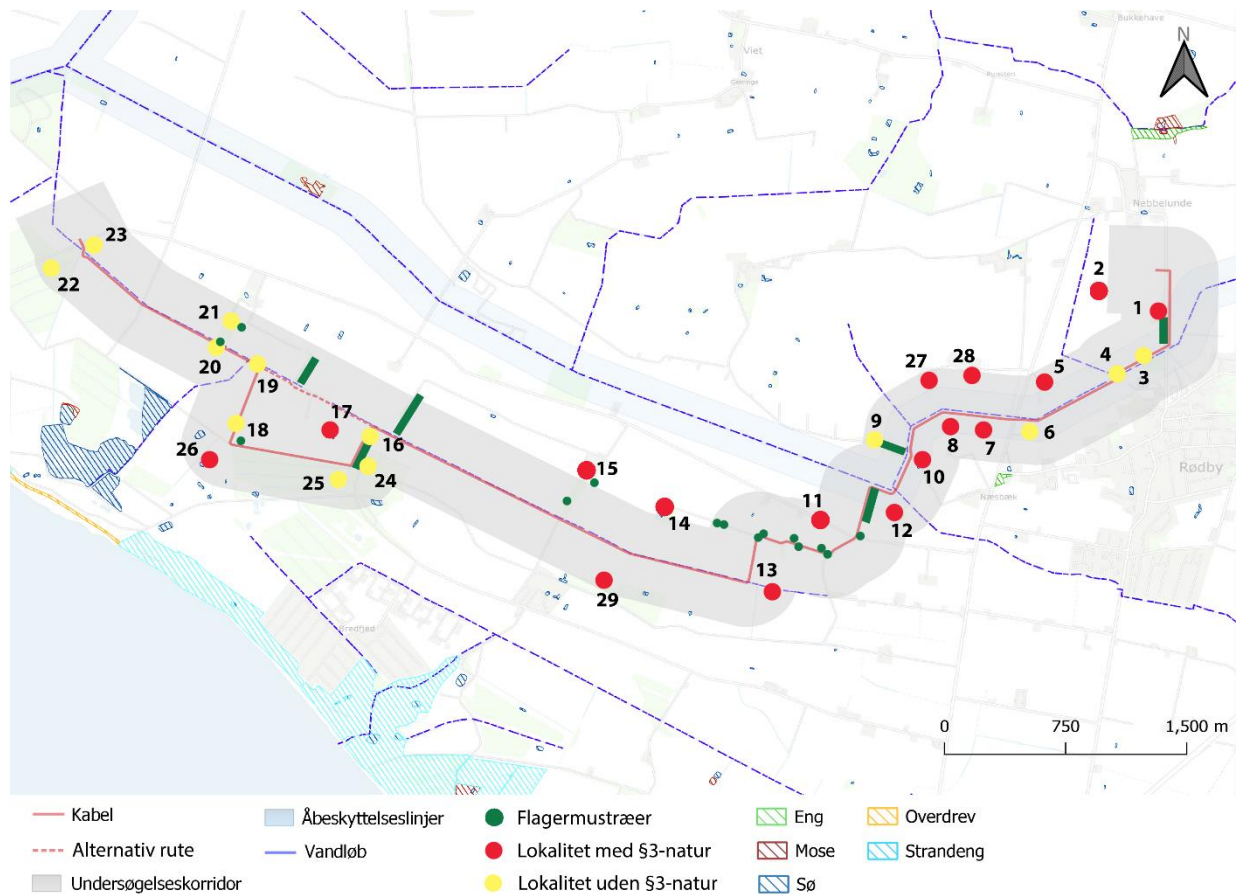 Bukkehave
Viet
N
Nebbelunde
23
2
22
1
21
27
28
5
4
3
20
19
9
17
8
7
6
18
16
Rødby
26
15
10
25
24
Næsbæk
14
11
12
13
29
Bredfjed
0 750 1,500 m
Kabel
Åbeskyttelseslinjer
Flagermustræer
Eng
Overdrev
Alternativ rute
Vandløb
Lokalitet med §3-natur
Mose
Strandeng
Undersøgelseskorridor
Lokalitet uden §3-natur
Sø